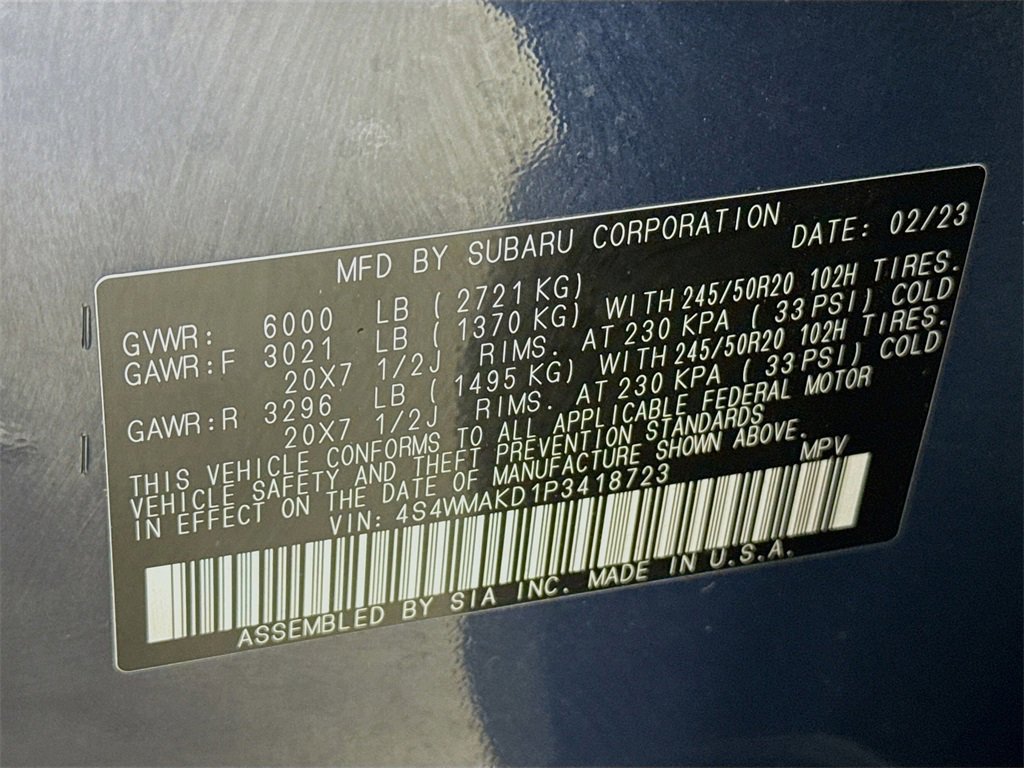 MFD BY SUBARU CORPORATION DATE: 02/23
GVWR: 6000 LB ( 2721 KG)
GAWR:F 3021 LB ( 1370 KG) WITH 245/50R20 102H TIRES.
20X7 1/2J RIMS. AT 230 KPA ( 33 PSI) COLD
GAWR:R 3296 LB ( 1495 KG) WITH 245/50R20 102H TIRES.
20X7 1/2J RIMS. AT 230 KPA ( 33 PSI) COLD
THIS VEHICLE CONFORMS TO ALL APPLICABLE FEDERAL MOTOR
VEHICLE SAFETY AND THEFT PREVENTION STANDARDS
IN EFFECT ON THE DATE OF MANUFACTURE SHOWN ABOVE.
VIN: 4S4WMAKD1P3418723 MPV
ASSEMBLED BY SIA INC. MADE IN U.S.A.